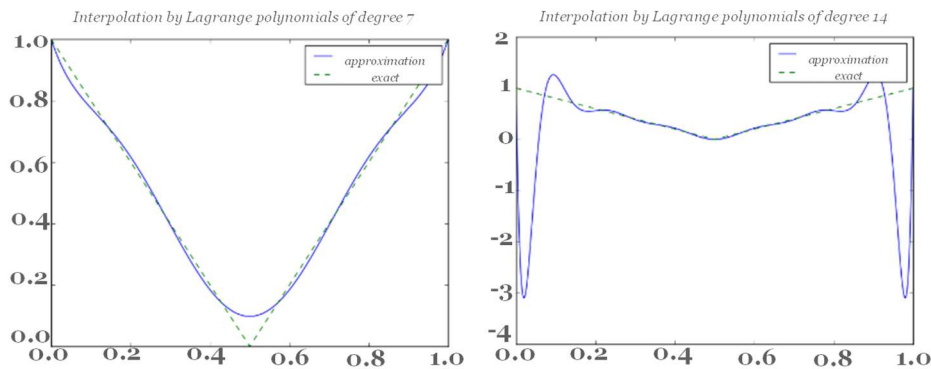 Interpolation by Lagrange polynomials of degree 7
1.0
0.8
0.6
0.4
0.2
0.0
0.0 0.2 0.4 0.6 0.8 1.0
approximation
exact
Interpolation by Lagrange polynomials of degree 14
2
1
0
-1
-2
-3
-4
0.0 0.2 0.4 0.6 0.8 1.0
approximation
exact